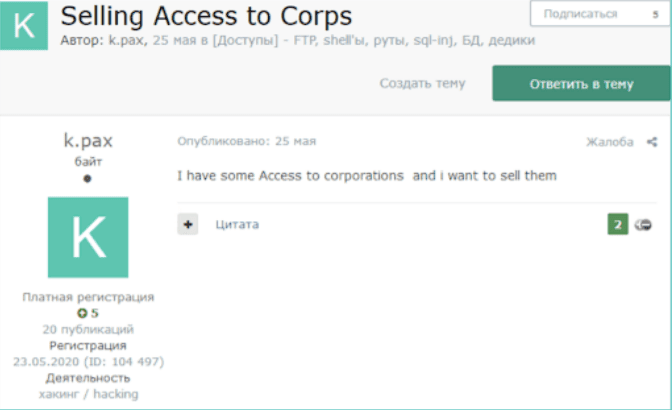 K
Selling Access to Corps
Подписаться 5
Автор: k.pax, 25 мая в [Доступы] - FTP, shell'ы, руты, sql-inj, БД, дедики
Создать тему
Ответить в тему
k.pax
байт
Опубликовано: 25 мая
Жалоба
I have some Access to corporations and i want to sell them
K
+ Цитата
2
Платная регистрация
5
20 публикаций
Регистрация
23.05.2020 (ID: 104 497)
Деятельность
хакинг / hacking